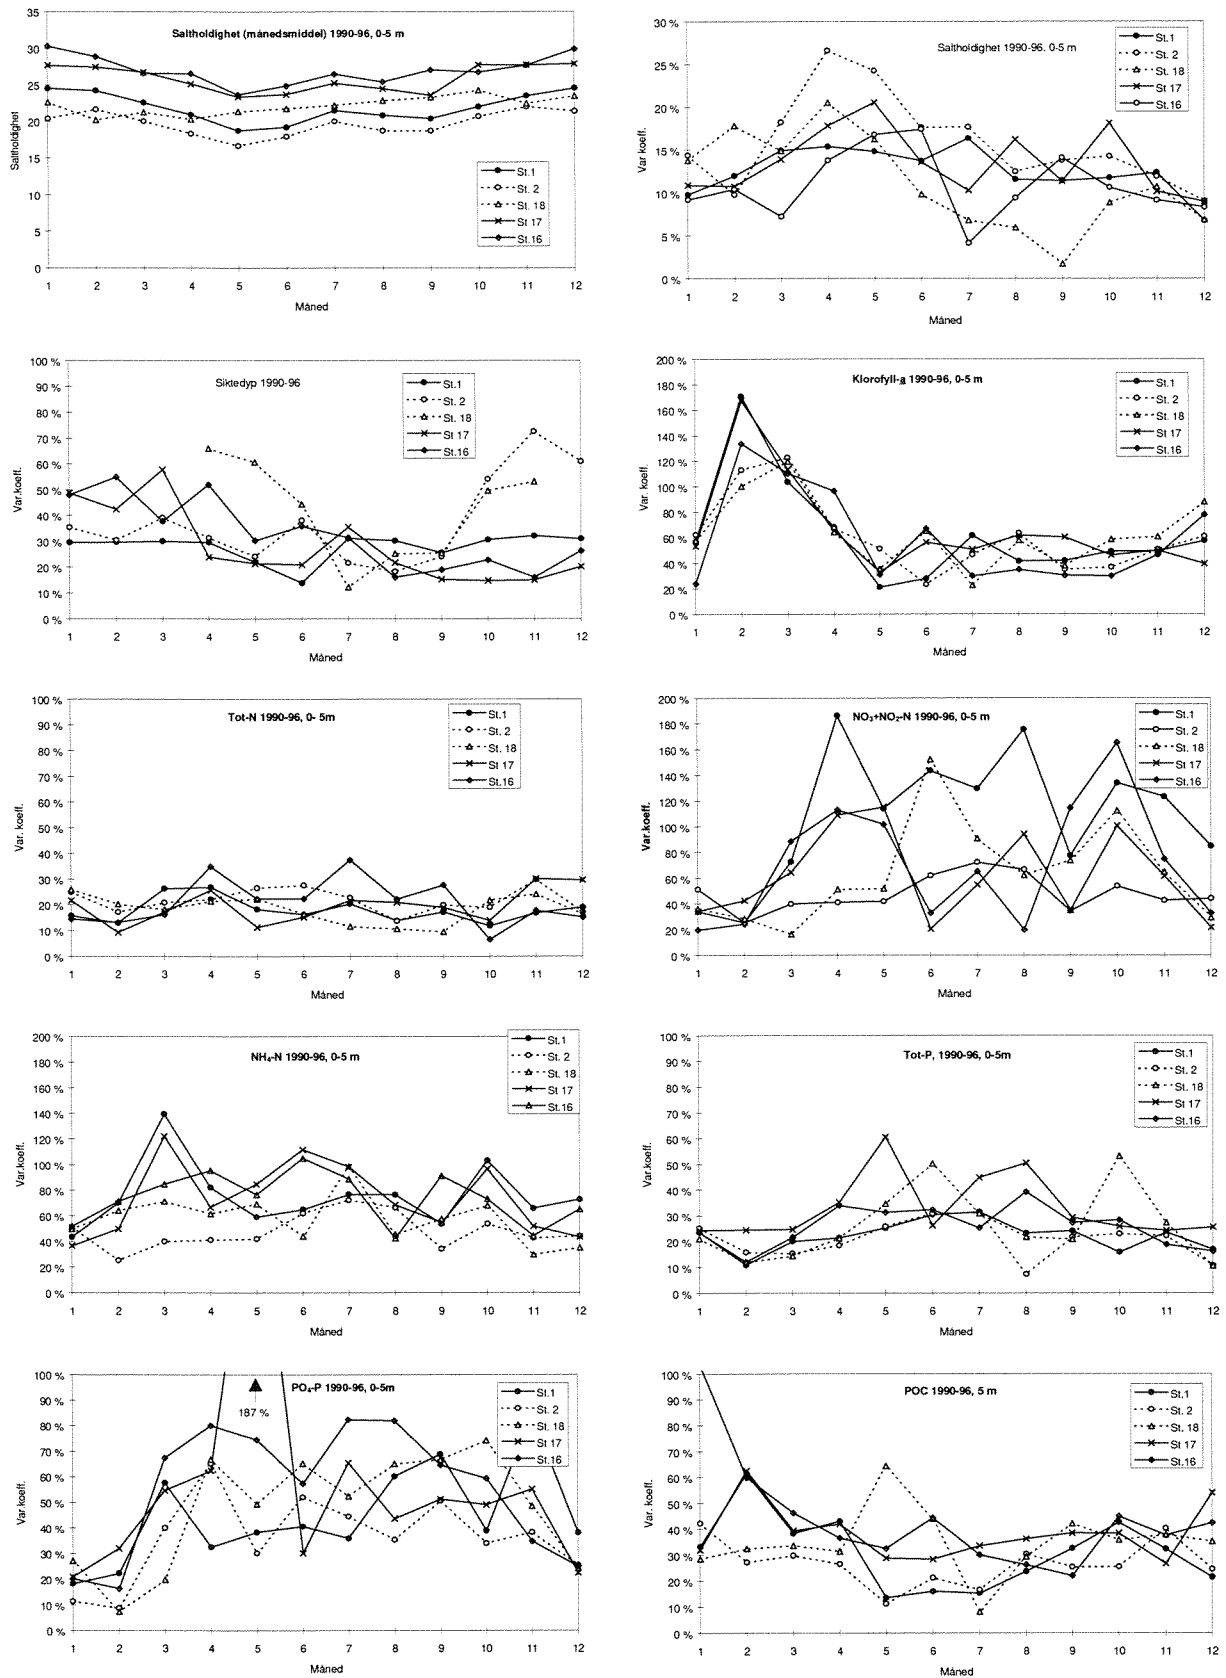 Saltholdighet (månedsmiddel) 1990-96, 0-5 m
Saltholdighet
35
30
25
20
15
10
5
0
1 2 3 4 5 6 7 8 9 10 11 12
Måned
St.1
St. 2
St. 18
St 17
St.16
Saltholdighet 1990-96. 0-5 m
Var koeff.
30 %
25 %
20 %
15 %
10 %
5 %
0 %
1 2 3 4 5 6 7 8 9 10 11 12
Måned
St.1
St. 2
St. 18
St 17
St.16
Siktedyp 1990-96
Var.koeff.
100 %
90 %
80 %
70 %
60 %
50 %
40 %
30 %
20 %
10 %
0 %
1 2 3 4 5 6 7 8 9 10 11 12
Måned
St.1
St. 2
St. 18
St 17
St.16
Klorofyll-a 1990-96, 0-5 m
Var. koeff.
200 %
180 %
160 %
140 %
120 %
100 %
80 %
60 %
40 %
20 %
0 %
1 2 3 4 5 6 7 8 9 10 11 12
Måned
St.1
St. 2
St. 18
St 17
St.16
Tot-N 1990-96, 0- 5m
Var. koeff.
100 %
90 %
80 %
70 %
60 %
50 %
40 %
30 %
20 %
10 %
0 %
1 2 3 4 5 6 7 8 9 10 11 12
Måned
St.1
St. 2
St. 18
St 17
St.16
NO₃+NO₂-N 1990-96, 0-5 m
Var.koeff.
200 %
180 %
160 %
140 %
120 %
100 %
80 %
60 %
40 %
20 %
0 %
1 2 3 4 5 6 7 8 9 10 11 12
Måned
St.1
St. 2
St. 18
St 17
St.16
NH₄-N 1990-96, 0-5 m
Var.koeff.
200 %
180 %
160 %
140 %
120 %
100 %
80 %
60 %
40 %
20 %
0 %
1 2 3 4 5 6 7 8 9 10 11 12
Måned
St.1
St. 2
St. 18
St 17
St.16
Tot-P, 1990-96, 0-5m
Var.koeff.
100 %
90 %
80 %
70 %
60 %
50 %
40 %
30 %
20 %
10 %
0 %
1 2 3 4 5 6 7 8 9 10 11 12
Måned
St.1
St. 2
St. 18
St 17
St.16
PO₄-P 1990-96, 0-5m
187 %
Var.koeff.
100 %
90 %
80 %
70 %
60 %
50 %
40 %
30 %
20 %
10 %
0 %
1 2 3 4 5 6 7 8 9 10 11 12
Måned
St.1
St. 2
St. 18
St 17
St.16
POC 1990-96, 5 m
Var. koeff.
100 %
90 %
80 %
70 %
60 %
50 %
40 %
30 %
20 %
10 %
0 %
1 2 3 4 5 6 7 8 9 10 11 12
Måned
St.1
St. 2
St. 18
St 17
St.16